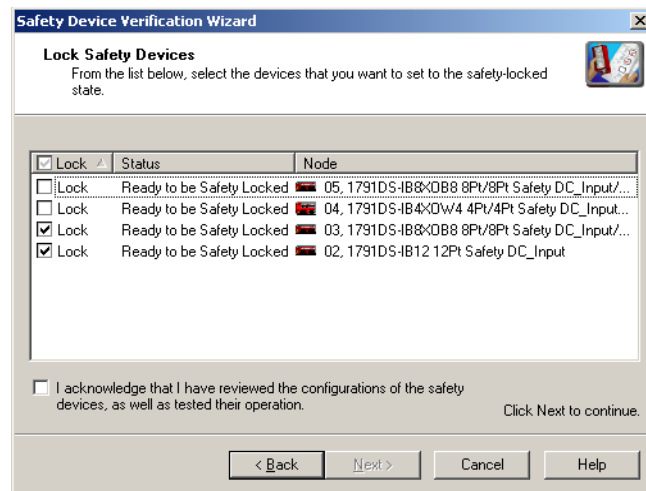 Safety Device Verification Wizard
Lock Safety Devices
From the list below, select the devices that you want to set to the safety-locked
state.
Lock Status Node
Lock Ready to be Safety Locked 05, 1791DS-IB8XOB8 8Pt/8Pt Safety DC_Input/...
Lock Ready to be Safety Locked 04, 1791DS-IB4XOW4 4Pt/4Pt Safety DC_Input...
Lock Ready to be Safety Locked 03, 1791DS-IB8XOB8 8Pt/8Pt Safety DC_Input/...
Lock Ready to be Safety Locked 02, 1791DS-IB12 12Pt Safety DC_Input
I acknowledge that I have reviewed the configurations of the safety
devices, as well as tested their operation.
Click Next to continue.
< Back Next > Cancel Help